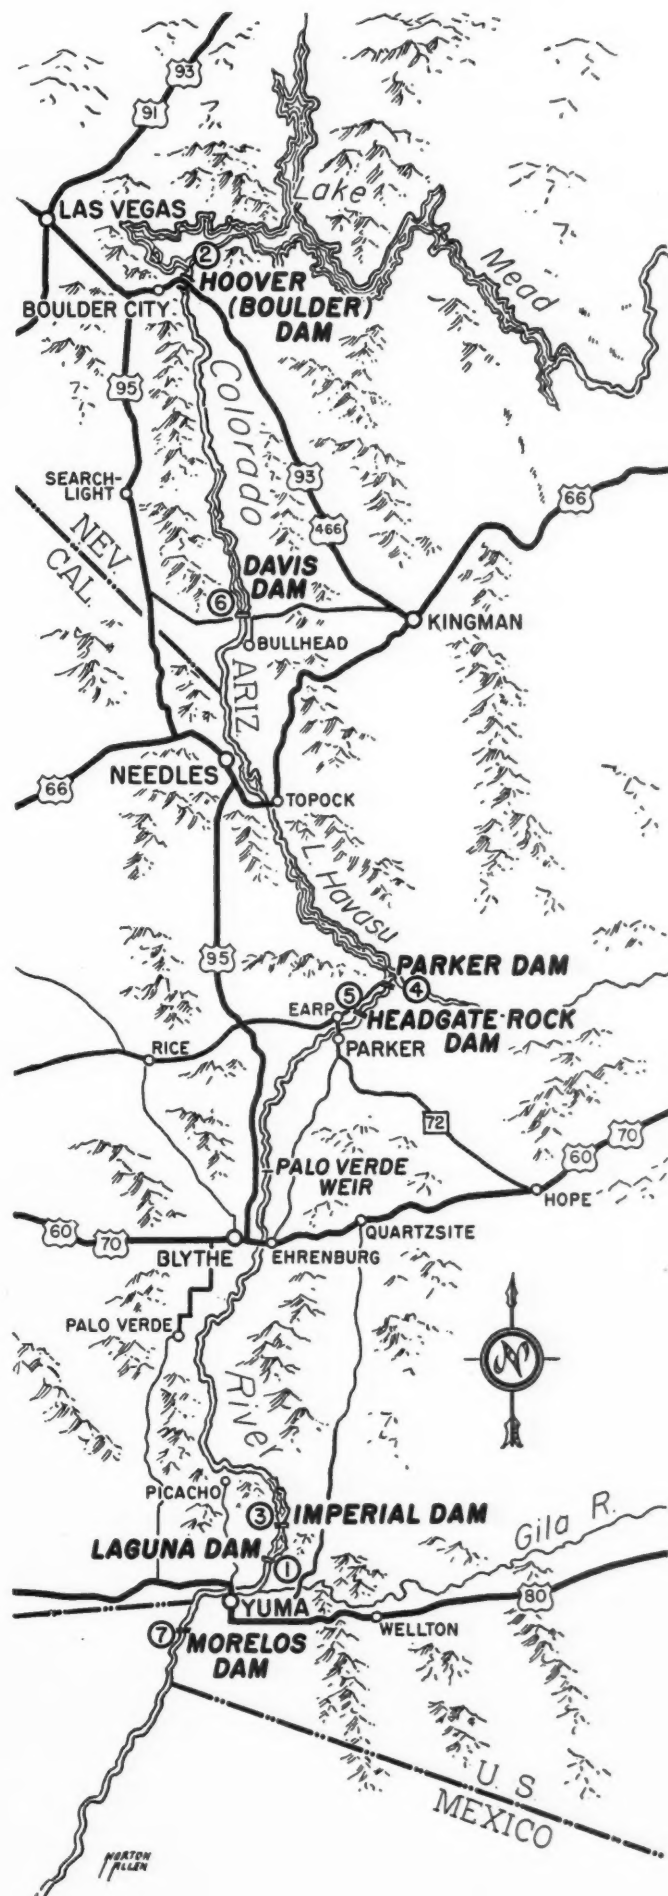 93
91
LAS VEGAS
Lake
Mead
2
HOOVER
(BOULDER)
DAM
BOULDER CITY
Colorado
95
SEARCH-
LIGHT
93
466
66
NEV.
CAL.
DAVIS
DAM
6
KINGMAN
BULLHEAD
ARIZ
NEEDLES
66
TOPOCK
L. Havasu
95
PARKER DAM
4
5
EARP
HEADGATE ROCK
DAM
RICE
PARKER
72
70
60
PALO VERDE
WEIR
HOPE
60
70
QUARTZSITE
BLYTHE
EHRENBURG
PALO VERDE
N
River
PICACHO
3
IMPERIAL DAM
Gila R.
LAGUNA DAM
1
80
YUMA
WELLTON
7
MORELOS
DAM
U. S.
MEXICO
NORTON
ALLEN